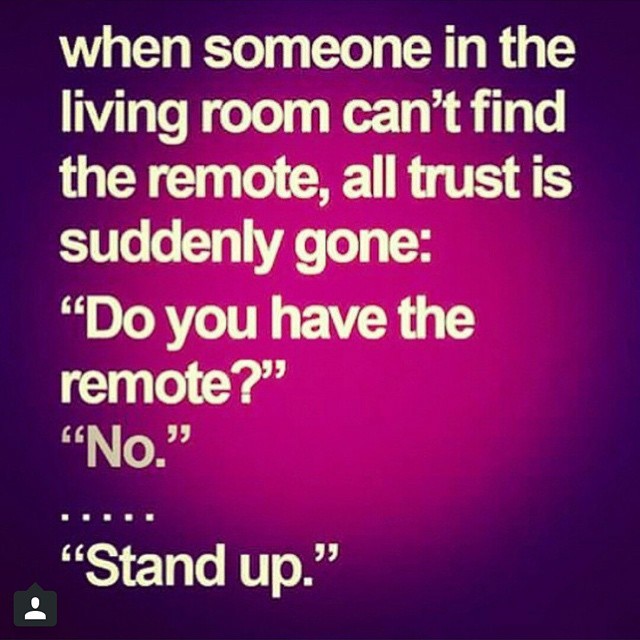 when someone in the
living room can’t find
the remote, all trust is
suddenly gone:
“Do you have the
remote?”
“No.”
.....
“Stand up.”